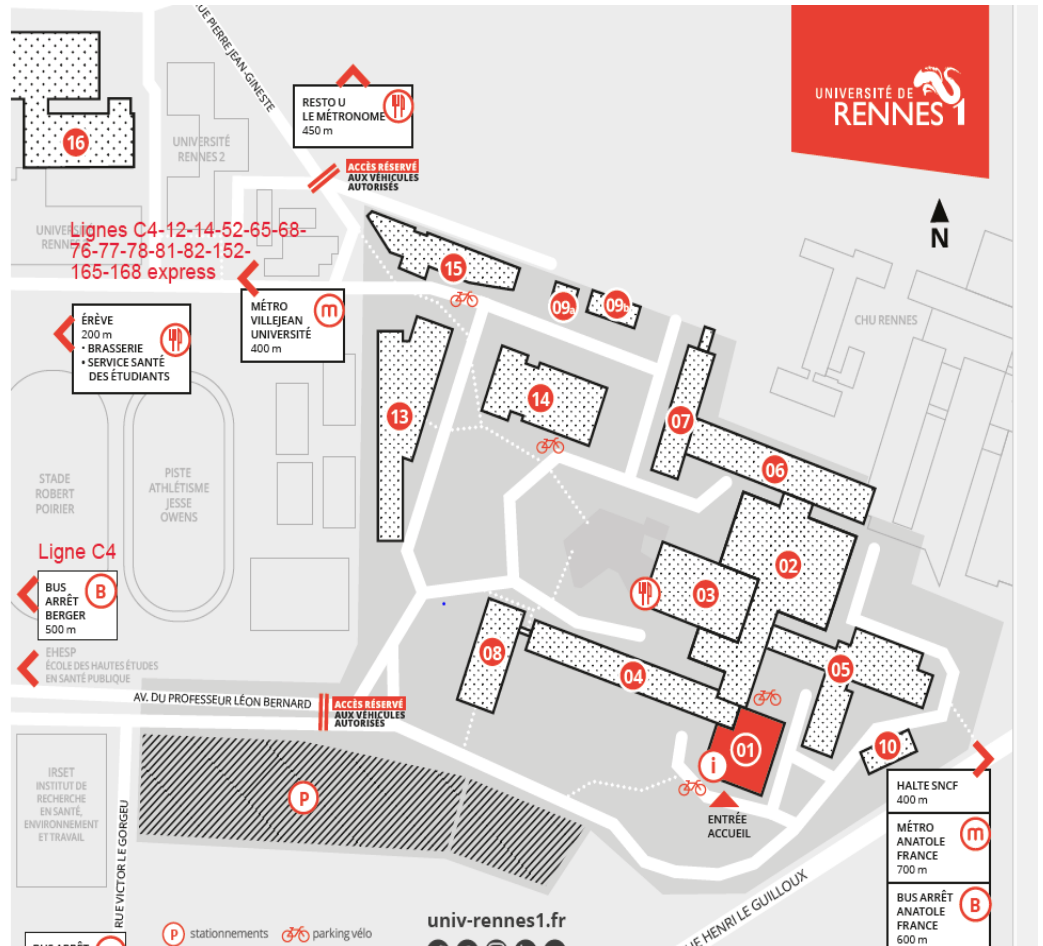 RUE PIERRE JEAN-GINESTE
RESTO U
LE MÉTRONOME
450 m
UNIVERSITÉ DE
RENNES 1
16
UNIVERSITÉ
RENNES 2
ACCÈS RÉSERVÉ
AUX VÉHICULES
AUTORISÉS
N
Lignes C4-12-14-52-65-68-
76-77-78-81-82-152-
165-168 express
15
09a
09b
MÉTRO
VILLEJEAN
UNIVERSITÉ
400 m
m
ÉRÈVE
200 m
• BRASSERIE
• SERVICE SANTÉ
DES ÉTUDIANTS
CHU RENNES
13
14
07
06
STADE
ROBERT
POIRIER
PISTE
ATHLÉTISME
JESSE
OWENS
Ligne C4
BUS
ARRÊT
BERGER
500 m
B
02
03
EHESP
ÉCOLE DES HAUTES ÉTUDES
EN SANTÉ PUBLIQUE
08
04
05
AV. DU PROFESSEUR LÉON BERNARD
ACCÈS RÉSERVÉ
AUX VÉHICULES
AUTORISÉS
01
i
10
IRSET
INSTITUT DE
RECHERCHE
EN SANTÉ,
ENVIRONNEMENT
ET TRAVAIL
P
ENTRÉE
ACCUEIL
HALTE SNCF
400 m
MÉTRO
ANATOLE
FRANCE
700 m
m
BUS ARRÊT
ANATOLE
FRANCE
600 m
B
RUE VICTOR LE GORGEU
HENRI LE GUILLOUX
P stationnements
parking vélo
univ-rennes1.fr